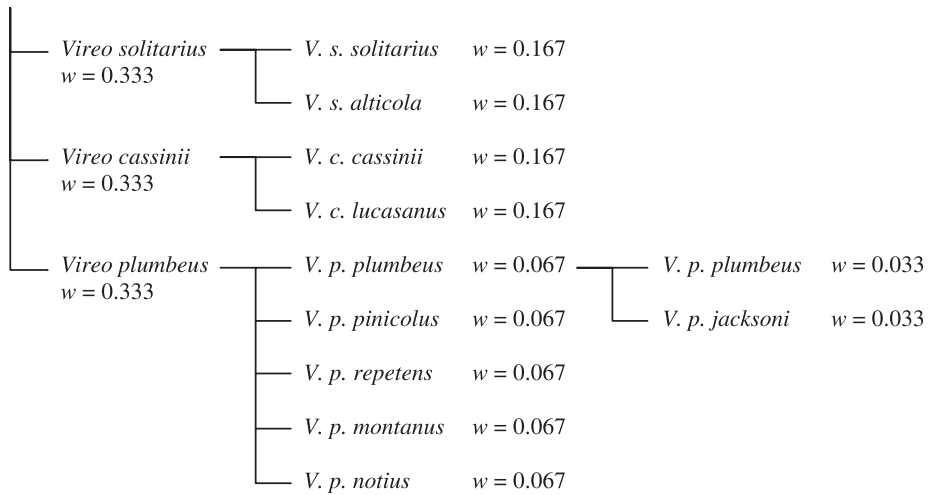 Vireo solitarius V. s. solitarius w = 0.167
w = 0.333
V. s. alticola w = 0.167
Vireo cassinii V. c. cassinii w = 0.167
w = 0.333
V. c. lucasanus w = 0.167
Vireo plumbeus V. p. plumbeus w = 0.067 V. p. plumbeus w = 0.033
w = 0.333
V. p. pinicolus w = 0.067 V. p. jacksoni w = 0.033
V. p. repetens w = 0.067
V. p. montanus w = 0.067
V. p. notius w = 0.067